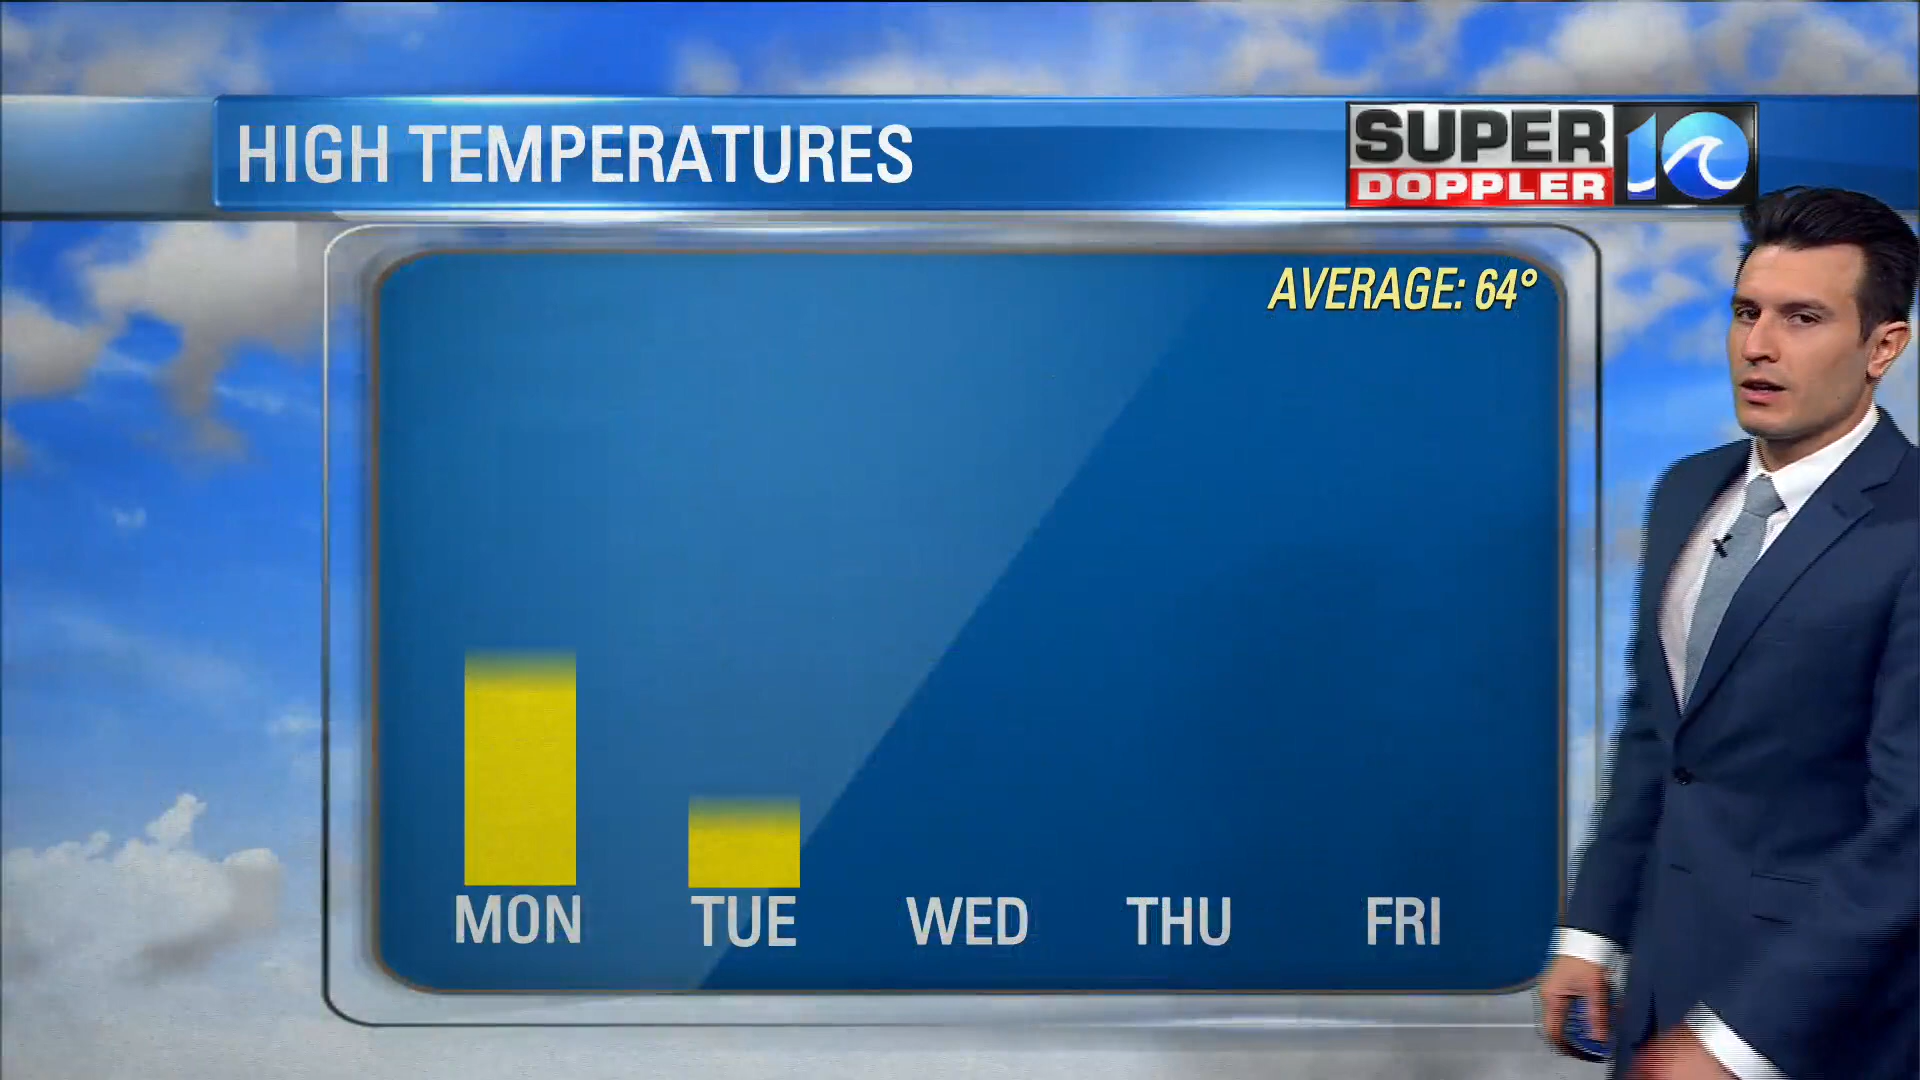 HIGH TEMPERATURES
SUPER
DOPPLER
10
AVERAGE: 64°
MON TUE WED THU FRI